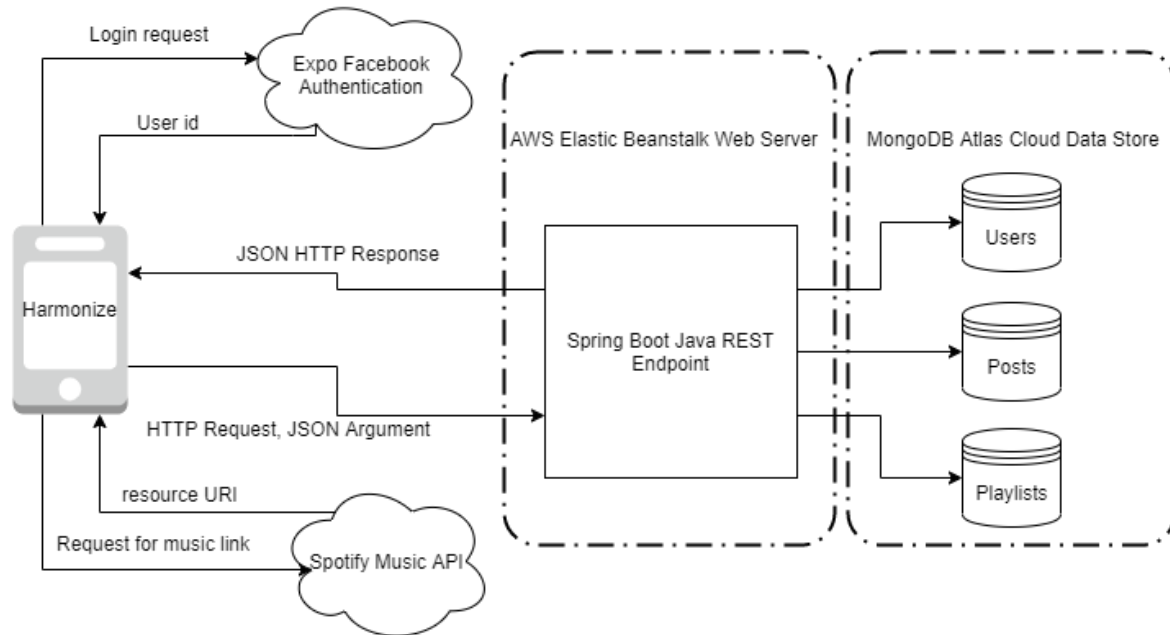 Login request
Expo Facebook
Authentication
User id
AWS Elastic Beanstalk Web Server
MongoDB Atlas Cloud Data Store
Users
JSON HTTP Response
Harmonize
Spring Boot Java REST
Endpoint
Posts
HTTP Request, JSON Argument
resource URI
Playlists
Request for music link
Spotify Music API